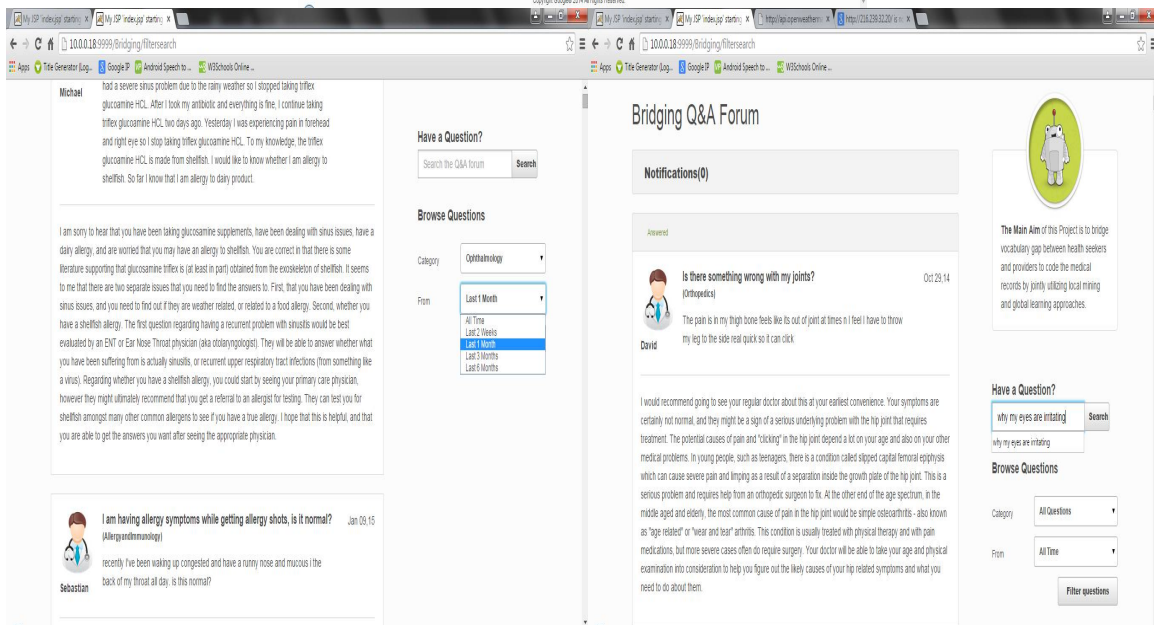 Copyright Googlee 2014 All rights Reserved.
My JSP 'index.jsp' starting
My JSP 'index.jsp' starting
10.0.0.18:9999/Bridging/filtersearch
Apps
Title Generator (Log...
Google IP
Android Speech to ...
W3Schools Online ...
Michael
had a severe sinus problem due to the rainy weather so I stopped taking triflex
glucoamine HCL. After I took my antibiotic and everything is fine, I continue taking
triflex glucoamine HCL two days ago. Yesterday I was experiencing pain in forehead
and right eye so I stop taking triflex glucoamine HCL. To my knowledge, the triflex
glucoamine HCL is made from shellfish. I would like to know whether I am allergy to
shellfish. So far I know that I am allergy to dairy product.
I am sorry to hear that you have been taking glucosamine supplements, have been dealing with sinus issues, have a
dairy allergy, and are worried that you may have an allergy to shellfish. You are correct in that there is some
literature supporting that glucosamine triflex is (at least in part) obtained from the exoskeleton of shellfish. It seems
to me that there are two separate issues that you need to find the answers to. First, that you have been dealing with
sinus issues, and you need to find out if they are weather related, or related to a food allergy. Second, whether you
have a shellfish allergy. The first question regarding having a recurrent problem with sinusitis would be best
evaluated by an ENT or Ear Nose Throat physician (aka otolaryngologist). They will be able to answer whether what
you have been suffering from is actually sinusitis, or recurrent upper respiratory tract infections (from something like
a virus). Regarding whether you have a shellfish allergy, you could start by seeing your primary care physician,
however they might ultimately recommend that you get a referral to an allergist for testing. They can test you for
shellfish amongst many other common allergens to see if you have a true allergy. I hope that this is helpful, and that
you are able to get the answers you want after seeing the appropriate physician.
I am having allergy symptoms while getting allergy shots, is it normal?
Jan 09,15
(AllergyandImmunology)
recently I've been waking up congested and have a runny nose and mucous i the
back of my throat all day. is this normal?
Sebastian
Have a Question?
Search the Q&A forum
Search
Browse Questions
Category
Ophthalmology
From
Last 1 Month
All Time
Last 2 Weeks
Last 1 Month
Last 3 Months
Last 6 Months
My JSP 'index.jsp' starting
My JSP 'index.jsp' starting
http://api.openweatherm
http://216.239.32.20/ is n
10.0.0.18:9999/Bridging/filtersearch
Apps
Title Generator (Log...
Google IP
Android Speech to ...
W3Schools Online ...
Bridging Q&A Forum
Notifications(0)
Answered
Is there something wrong with my joints?
Oct 29,14
(Orthopedics)
The pain is in my thigh bone feels like its out of joint at times n I feel I have to throw
my leg to the side real quick so it can click
David
I would recommend going to see your regular doctor about this at your earliest convenience. Your symptoms are
certainly not normal, and they might be a sign of a serious underlying problem with the hip joint that requires
treatment. The potential causes of pain and "clicking" in the hip joint depend a lot on your age and also on your other
medical problems. In young people, such as teenagers, there is a condition called slipped capital femoral epiphysis
which can cause severe pain and limping as a result of a separation inside the growth plate of the hip joint. This is a
serious problem and requires help from an orthopedic surgeon to fix. At the other end of the age spectrum, in the
middle aged and elderly, the most common cause of pain in the hip joint would be simple osteoarthritis - also known
as "age related" or "wear and tear" arthritis. This condition is usually treated with physical therapy and with pain
medications, but more severe cases often do require surgery. Your doctor will be able to take your age and physical
examination into consideration to help you figure out the likely causes of your hip related symptoms and what you
need to do about them.
The Main Aim of this Project is to bridge
vocabulary gap between health seekers
and providers to code the medical
records by jointly utilizing local mining
and global learning approaches.
Have a Question?
why my eyes are irritating
Search
why my eyes are irritating
Browse Questions
Category
All Questions
From
All Time
Filter questions